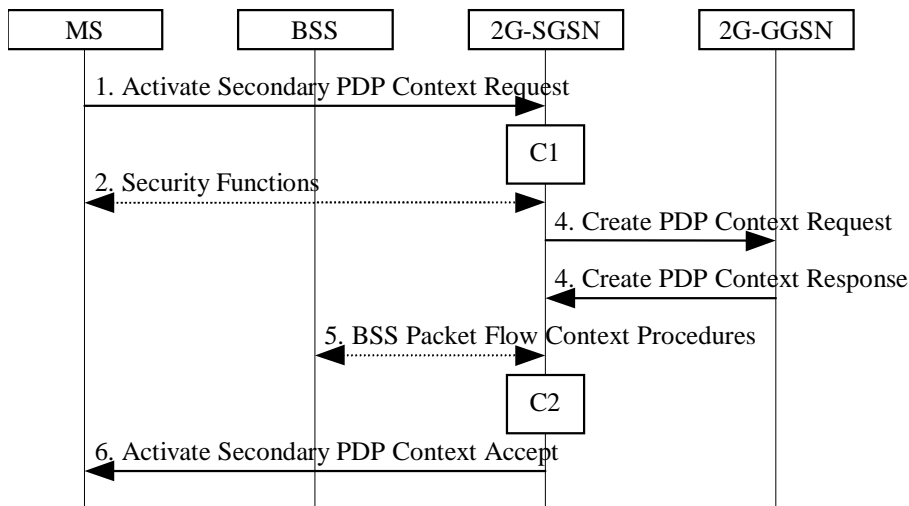 MS
BSS
2G-SGSN
2G-GGSN
1. Activate Secondary PDP Context Request
C1
2. Security Functions
4. Create PDP Context Request
4. Create PDP Context Response
5. BSS Packet Flow Context Procedures
C2
6. Activate Secondary PDP Context Accept